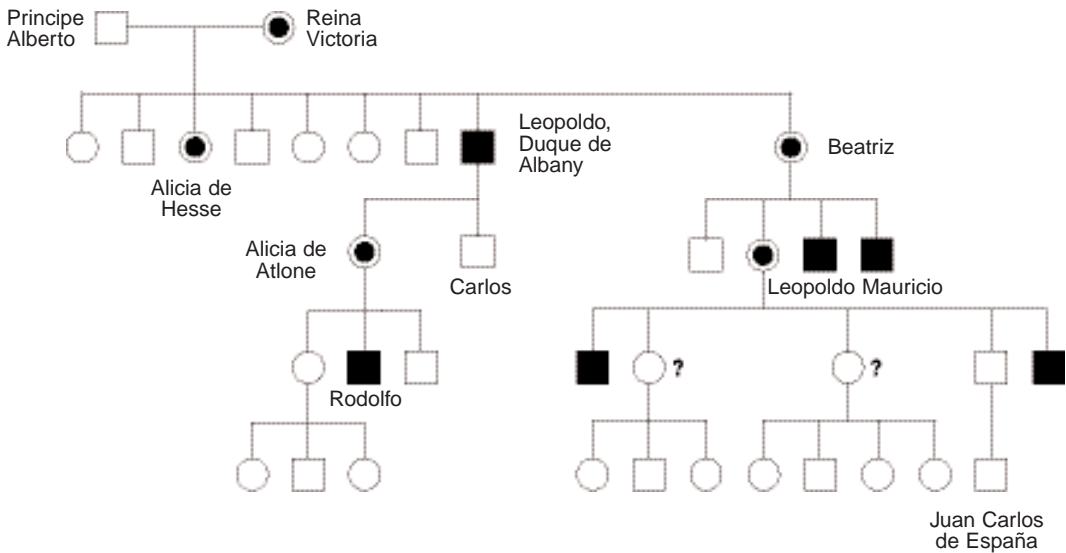 Principe
Alberto
Reina
Victoria
Leopoldo,
Duque de
Albany
Beatriz
Alicia de
Hesse
Alicia de
Atlone
Carlos
Leopoldo Mauricio
? ?
Rodolfo
Juan Carlos
de España